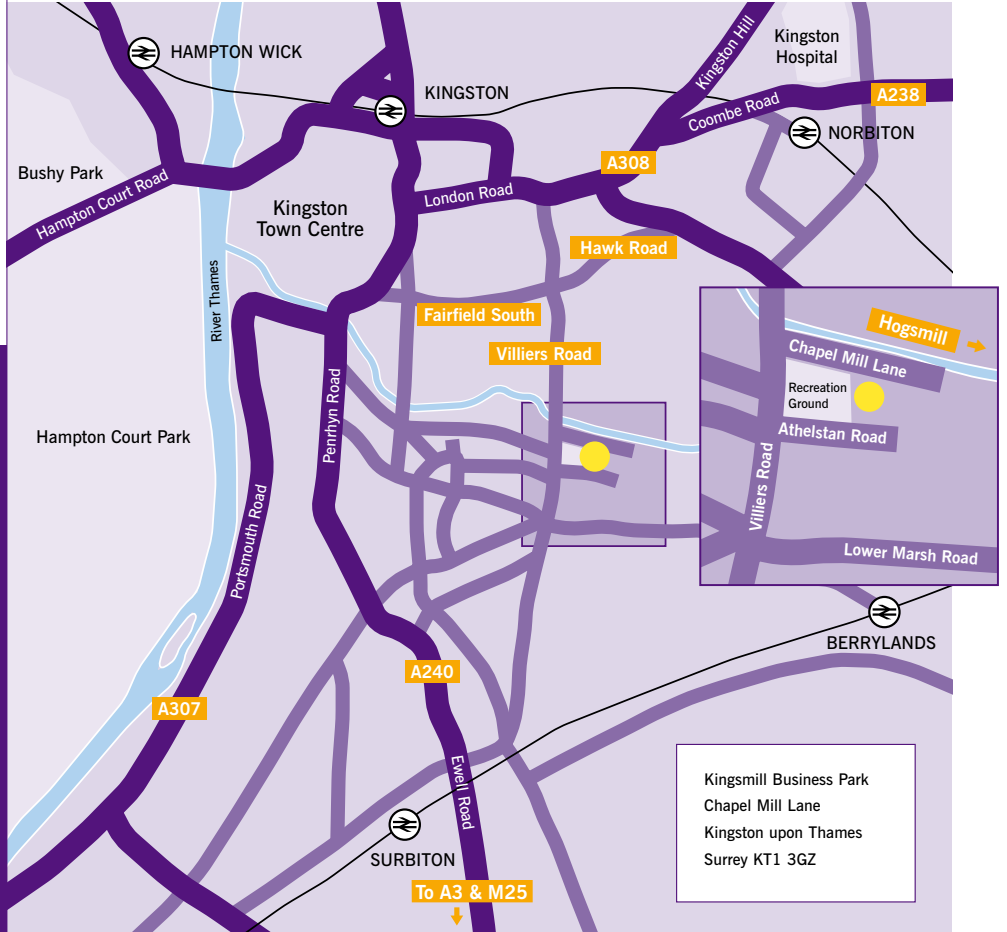 HAMPTON WICK
KINGSTON
Kingston Hill
Kingston
Hospital
Coombe Road
A238
NORBITON
Bushy Park
Hampton Court Road
A308
London Road
Kingston
Town Centre
Hawk Road
River Thames
Fairfield South
Villiers Road
Hogsmill
Chapel Mill Lane
Recreation
Ground
Athelstan Road
Villiers Road
Lower Marsh Road
Penrhyn Road
Hampton Court Park
Portsmouth Road
BERRYLANDS
A240
A307
Ewell Road
SURBITON
To A3 & M25
Kingsmill Business Park
Chapel Mill Lane
Kingston upon Thames
Surrey KT1 3GZ